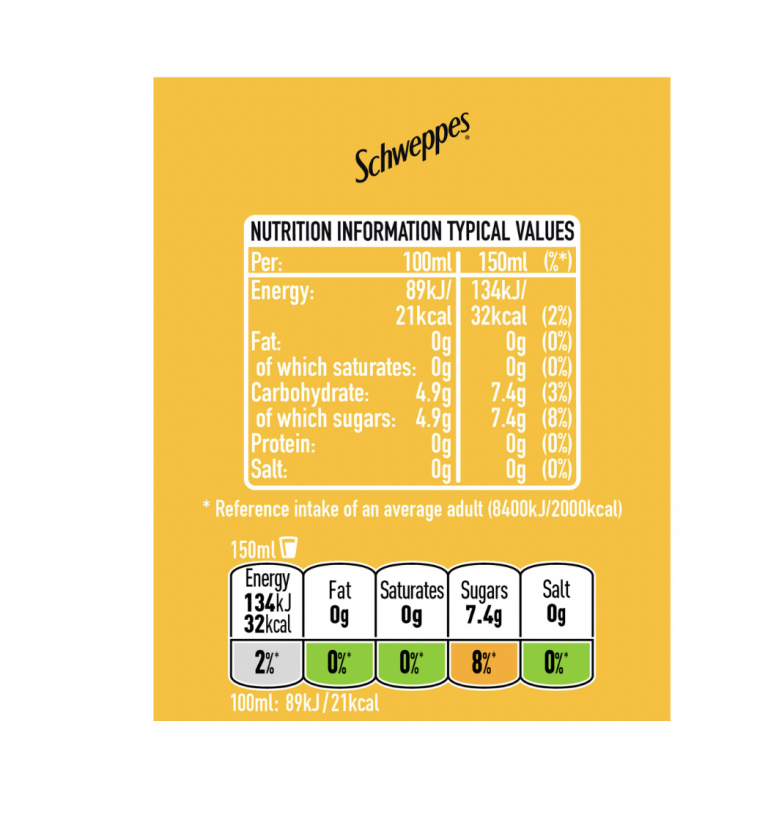 Schweppes®
NUTRITION INFORMATION TYPICAL VALUES
Per: 100ml 150ml (%*)
Energy: 89kJ/ 134kJ/
21kcal 32kcal (2%)
Fat: 0g 0g (0%)
of which saturates: 0g 0g (0%)
Carbohydrate: 4.9g 7.4g (3%)
of which sugars: 4.9g 7.4g (8%)
Protein: 0g 0g (0%)
Salt: 0g 0g (0%)
* Reference intake of an average adult (8400kJ/2000kcal)
150ml
Energy 134kJ 32kcal 2%*
Fat 0g 0%*
Saturates 0g 0%*
Sugars 7.4g 8%*
Salt 0g 0%*
100ml: 89kJ/21kcal